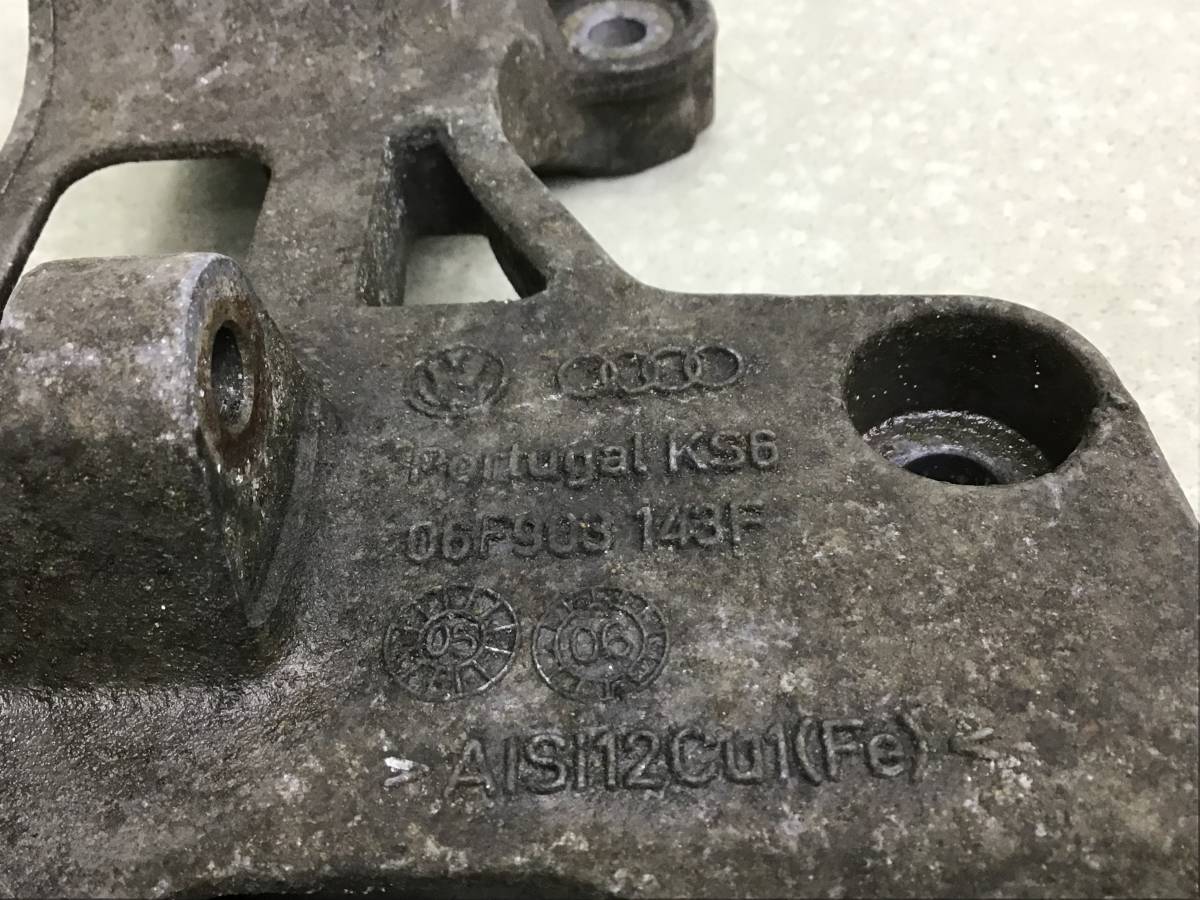 Portugal KS6
06F903 143F
05 06
>AlSi12Cu1(Fe)<